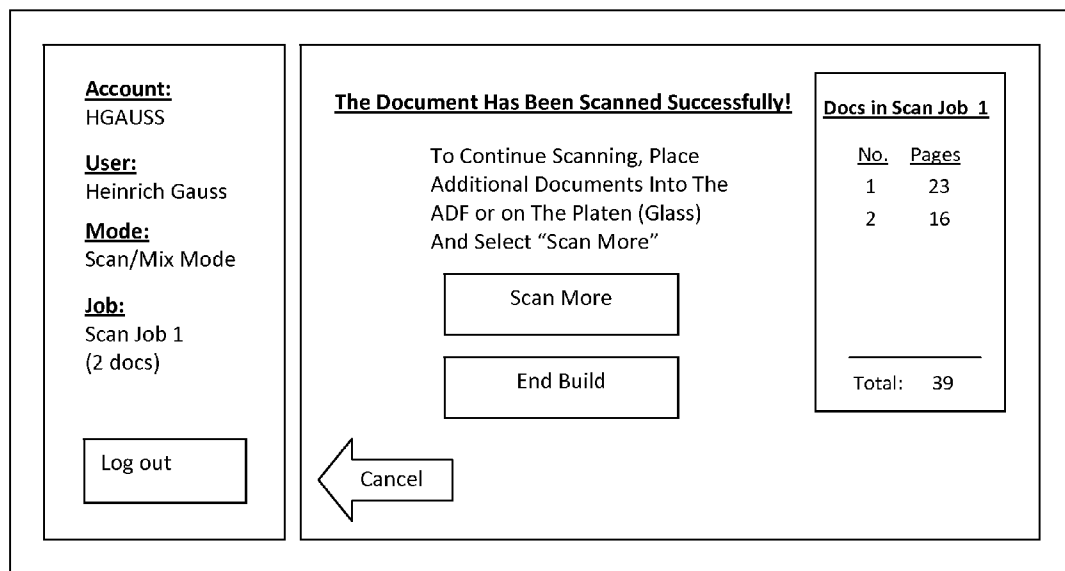 Account:
HGAUSS
User:
Heinrich Gauss
Mode:
Scan/Mix Mode
Job:
Scan Job 1
(2 docs)
Log out
The Document Has Been Scanned Successfully!
To Continue Scanning, Place
Additional Documents Into The
ADF or on The Platen (Glass)
And Select “Scan More”
Scan More
End Build
Cancel
Docs in Scan Job 1
No. Pages
1 23
2 16
Total: 39